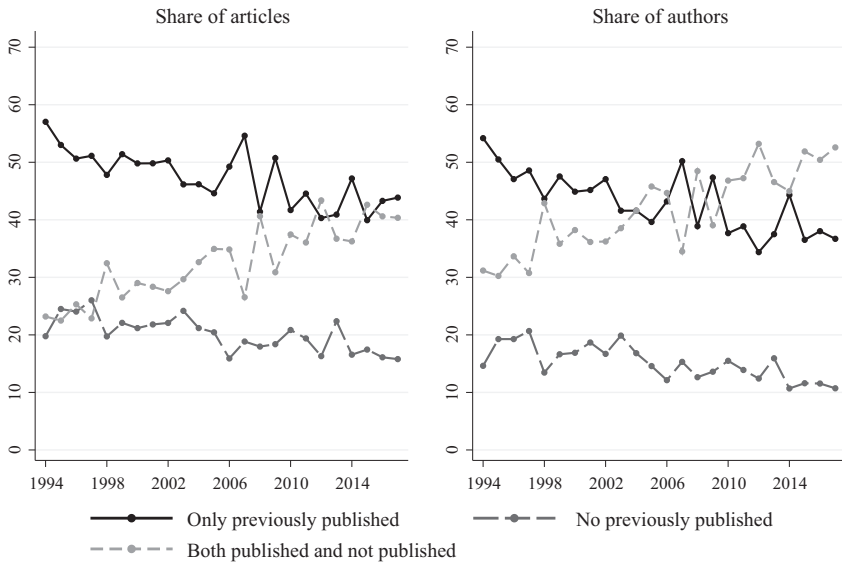 Share of articles
70
60
50
40
30
20
10
0
1994 1998 2002 2006 2010 2014
Share of authors
70
60
50
40
30
20
10
0
1994 1998 2002 2006 2010 2014
Only previously published
No previously published
Both published and not published